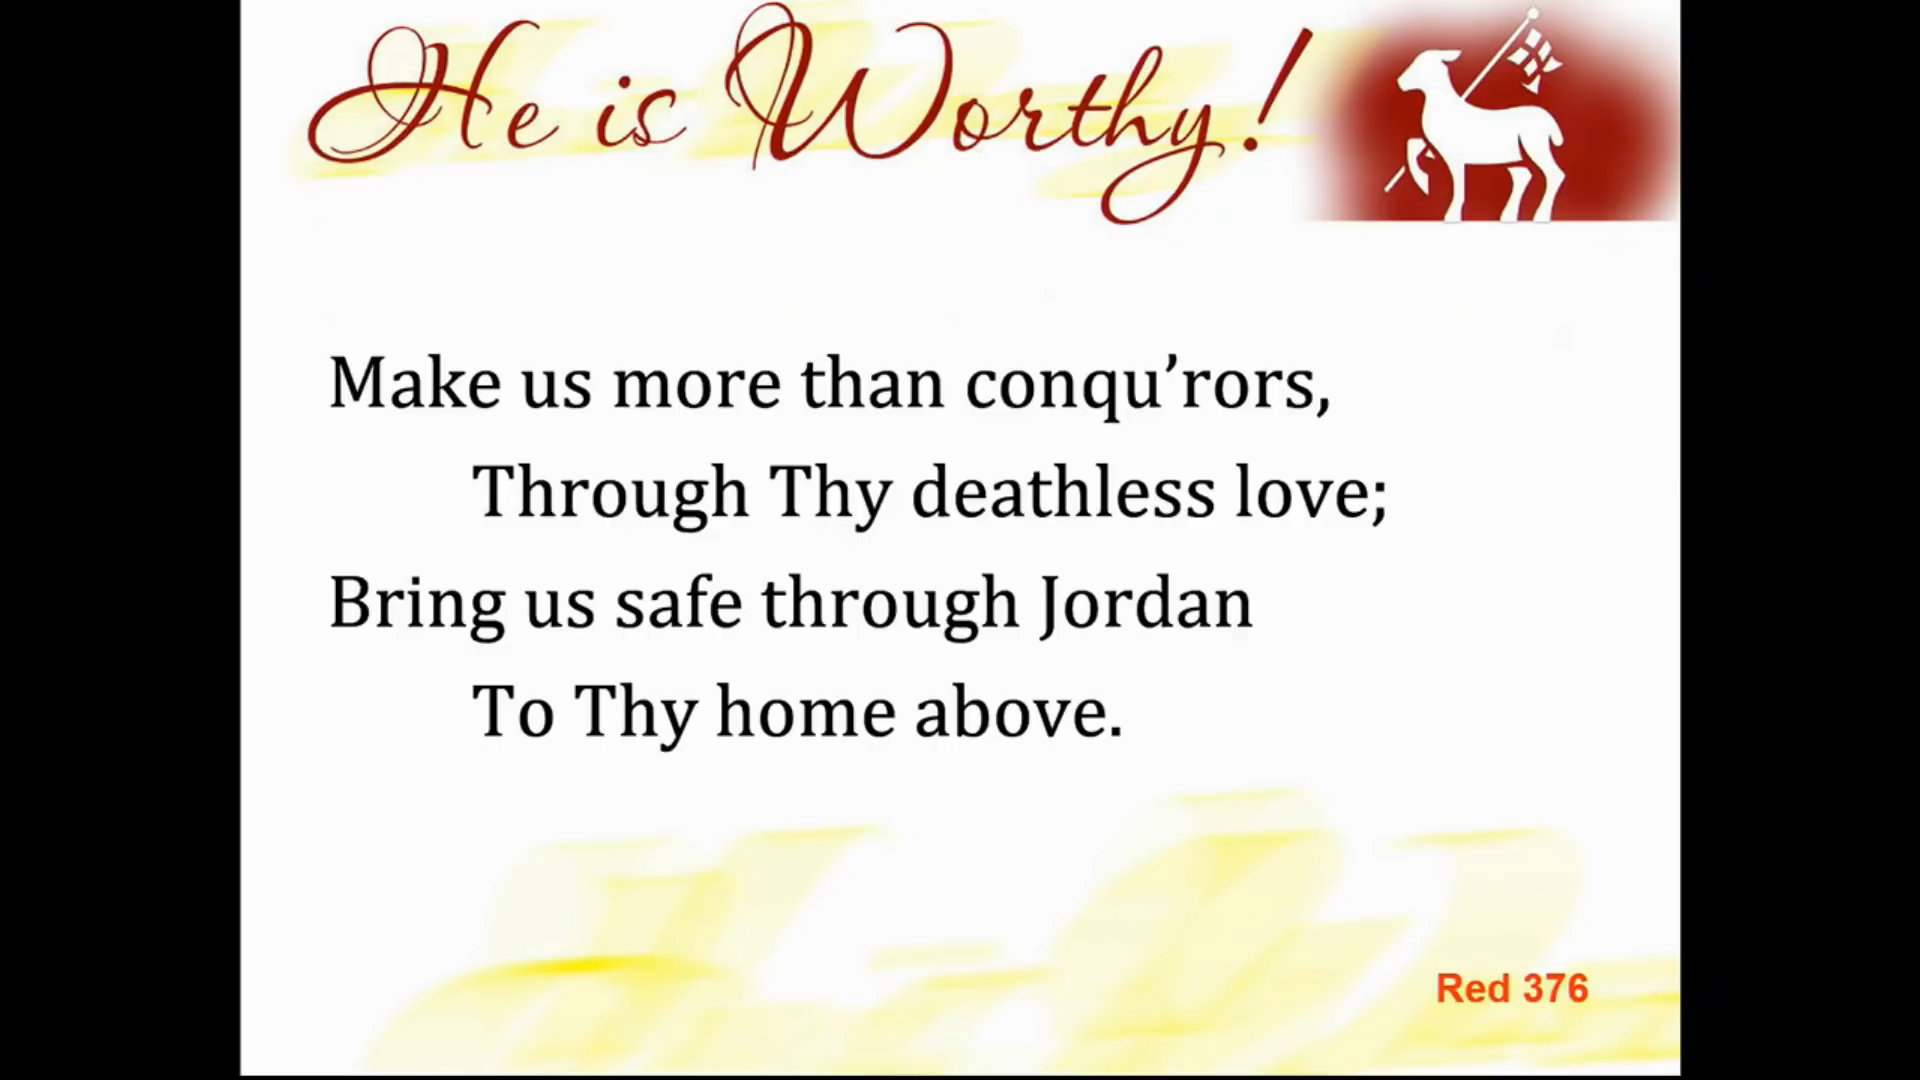 He is Worthy!
Make us more than conqu’rors,
Through Thy deathless love;
Bring us safe through Jordan
To Thy home above.
Red 376